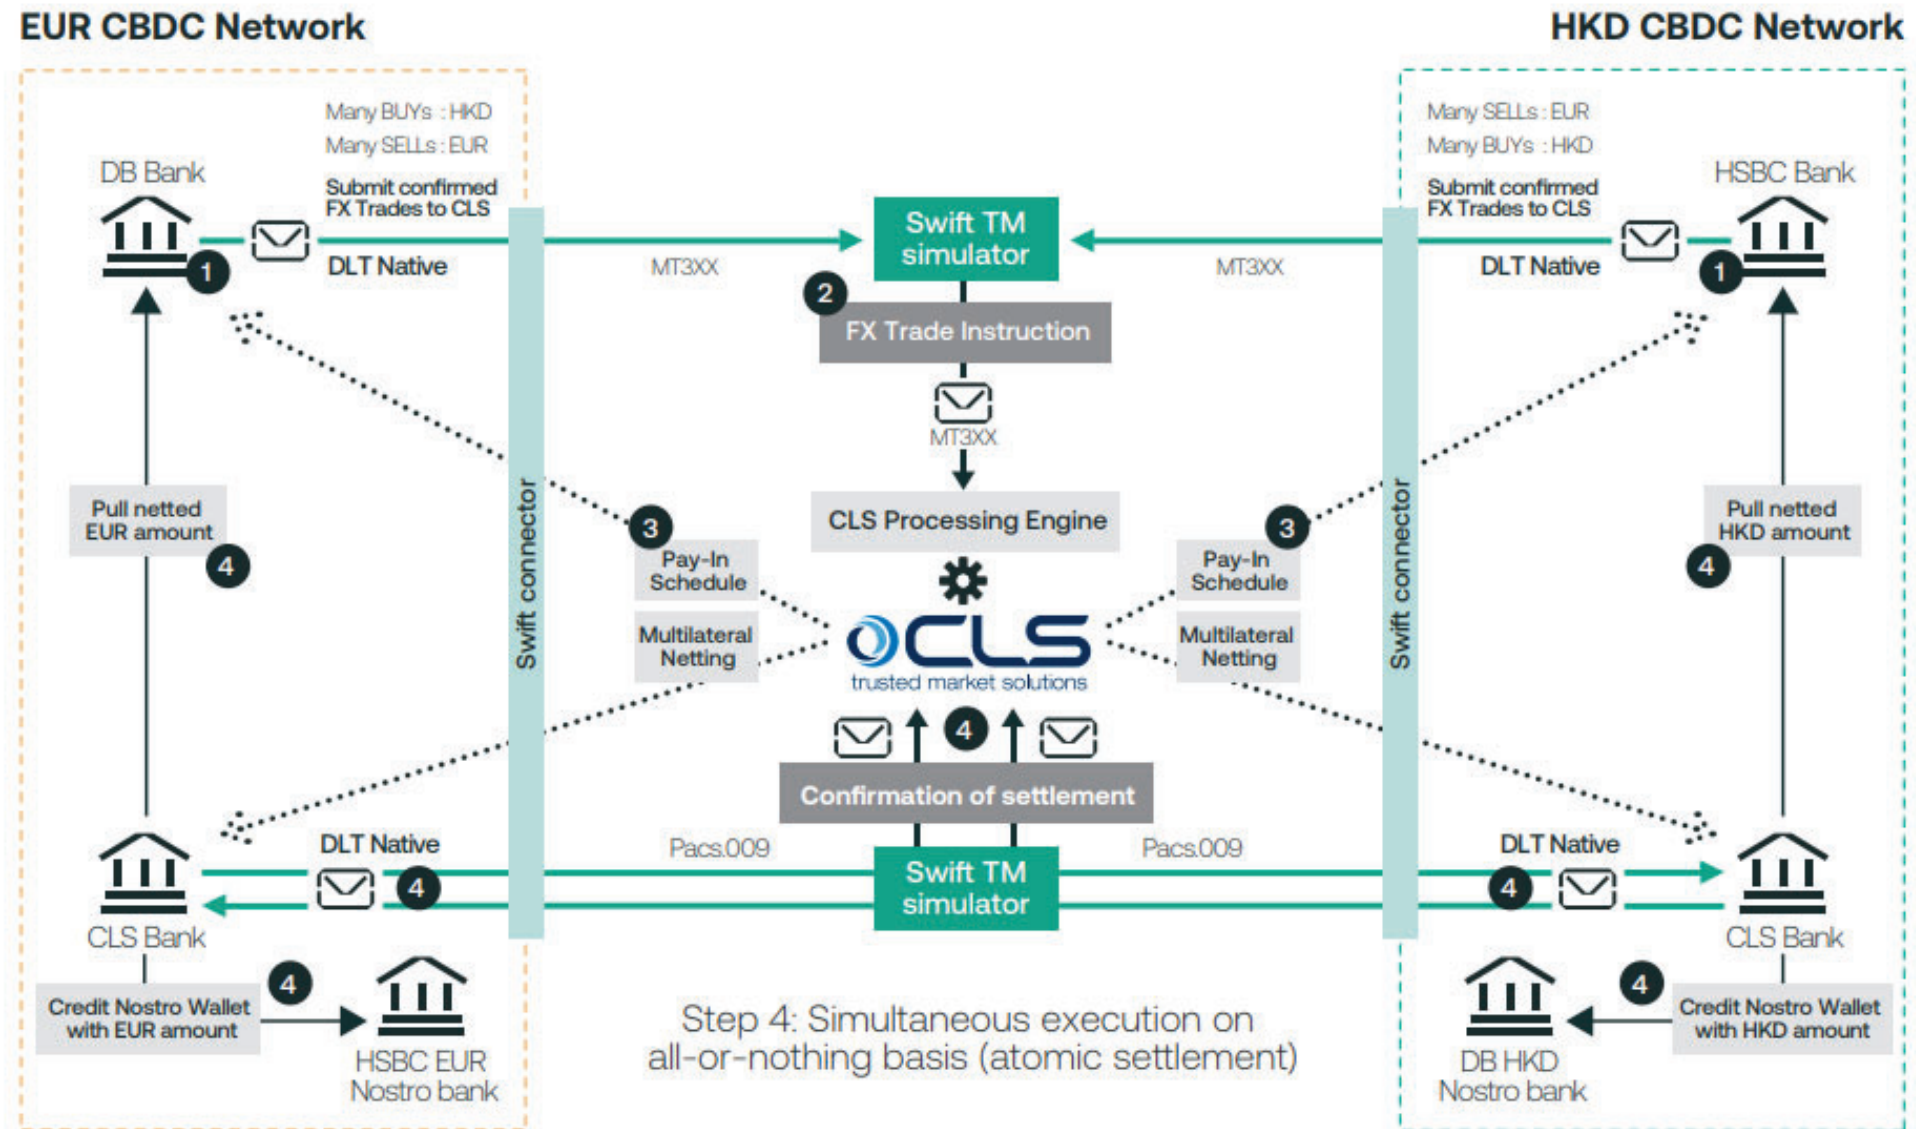 EUR CBDC Network
HKD CBDC Network
Many BUYs : HKD
Many SELLs : EUR
DB Bank
Submit confirmed
FX Trades to CLS
DLT Native
1
MT3XX
Swift TM
simulator
MT3XX
Many SELLs : EUR
Many BUYs : HKD
HSBC Bank
Submit confirmed
FX Trades to CLS
DLT Native
1
2
FX Trade Instruction
MT3XX
CLS Processing Engine
Pull netted
EUR amount
4
Swift connector
3
Pay-In
Schedule
Multilateral
Netting
CLS
trusted market solutions
3
Pay-In
Schedule
Multilateral
Netting
Swift connector
Pull netted
HKD amount
4
4
Confirmation of settlement
DLT Native
4
Pacs.009
Swift TM
simulator
Pacs.009
DLT Native
4
CLS Bank
CLS Bank
Credit Nostro Wallet
with EUR amount
4
HSBC EUR
Nostro bank
Step 4: Simultaneous execution on
all-or-nothing basis (atomic settlement)
4
Credit Nostro Wallet
with HKD amount
DB HKD
Nostro bank